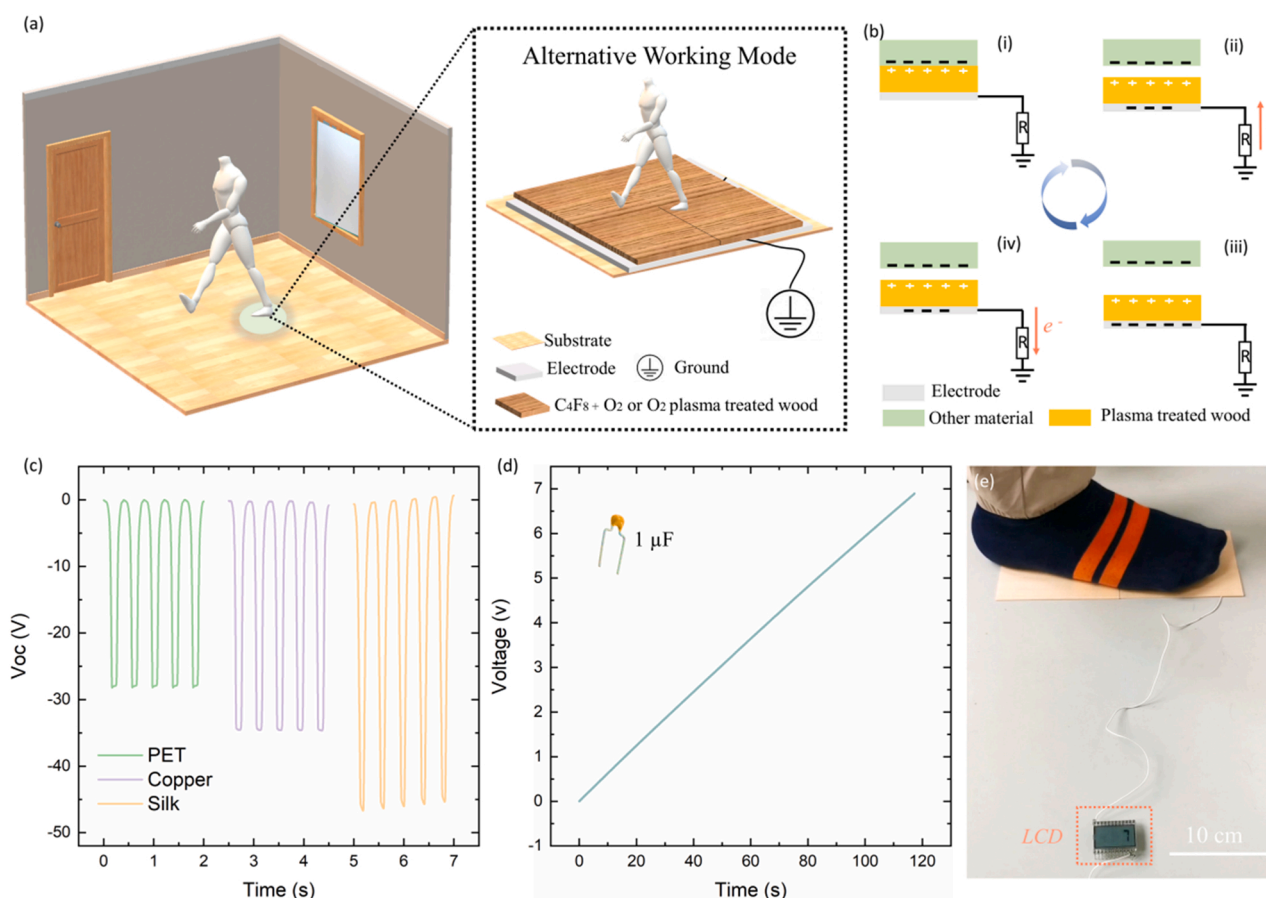 (a)
Alternative Working Mode
Substrate
Electrode
Ground
C₄F₈ + O₂ or O₂ plasma treated wood
(b)
(i)
(ii)
R
R
(iv)
(iii)
e⁻
R
R
Electrode
Other material
Plasma treated wood
(c)
Voc (V)
0
-10
-20
-30
-40
-50
PET
Copper
Silk
0 1 2 3 4 5 6 7
Time (s)
(d)
Voltage (v)
7
6
5
4
3
2
1
0
-1
1 µF
0 20 40 60 80 100 120
Time (s)
(e)
LCD
10 cm